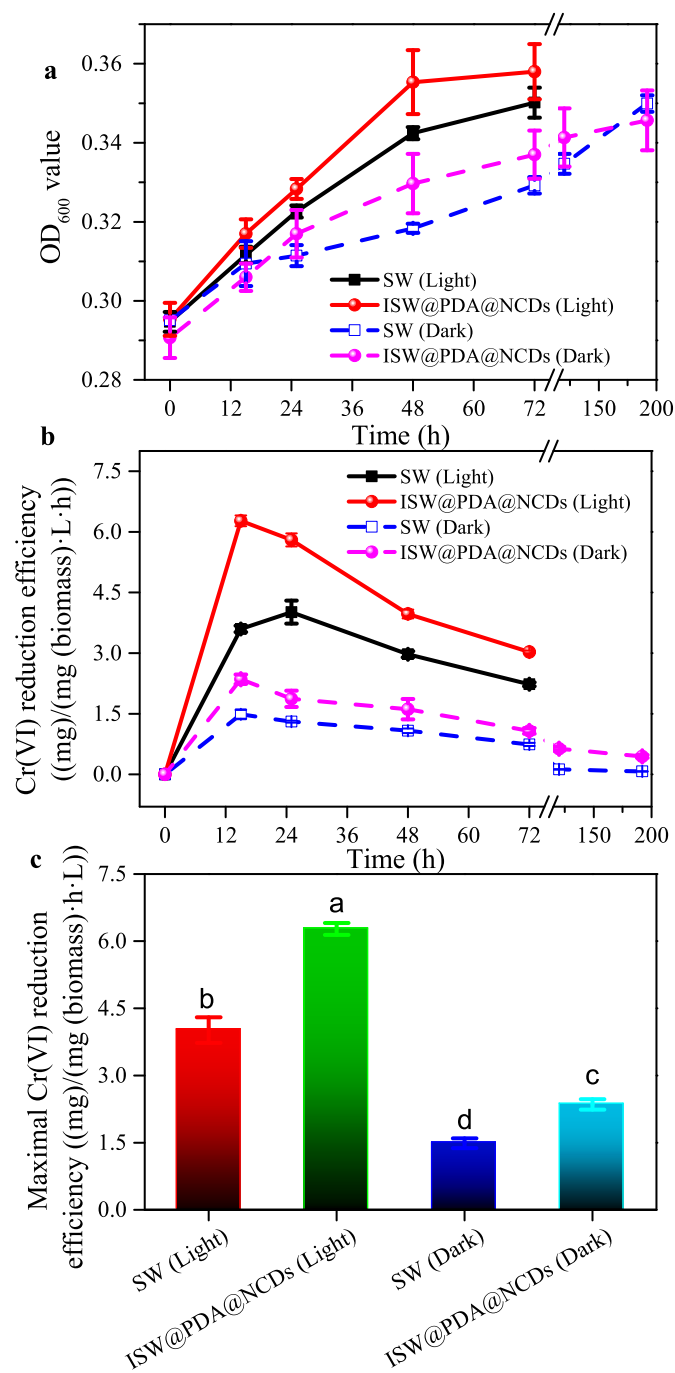 a
OD600 value
0.36
0.34
0.32
0.30
0.28
SW (Light)
ISW@PDA@NCDs (Light)
SW (Dark)
ISW@PDA@NCDs (Dark)
0 12 24 36 48 60 72 150 200
Time (h)
b
Cr(VI) reduction efficiency
((mg)/(mg (biomass)·L·h))
7.5
6.0
4.5
3.0
1.5
0.0
SW (Light)
ISW@PDA@NCDs (Light)
SW (Dark)
ISW@PDA@NCDs (Dark)
0 12 24 36 48 60 72 150 200
Time (h)
c
Maximal Cr(VI) reduction
efficiency ((mg)/(mg (biomass)·h·L))
7.5
6.0
4.5
3.0
1.5
0.0
b
a
d
c
SW (Light)
ISW@PDA@NCDs (Light)
SW (Dark)
ISW@PDA@NCDs (Dark)